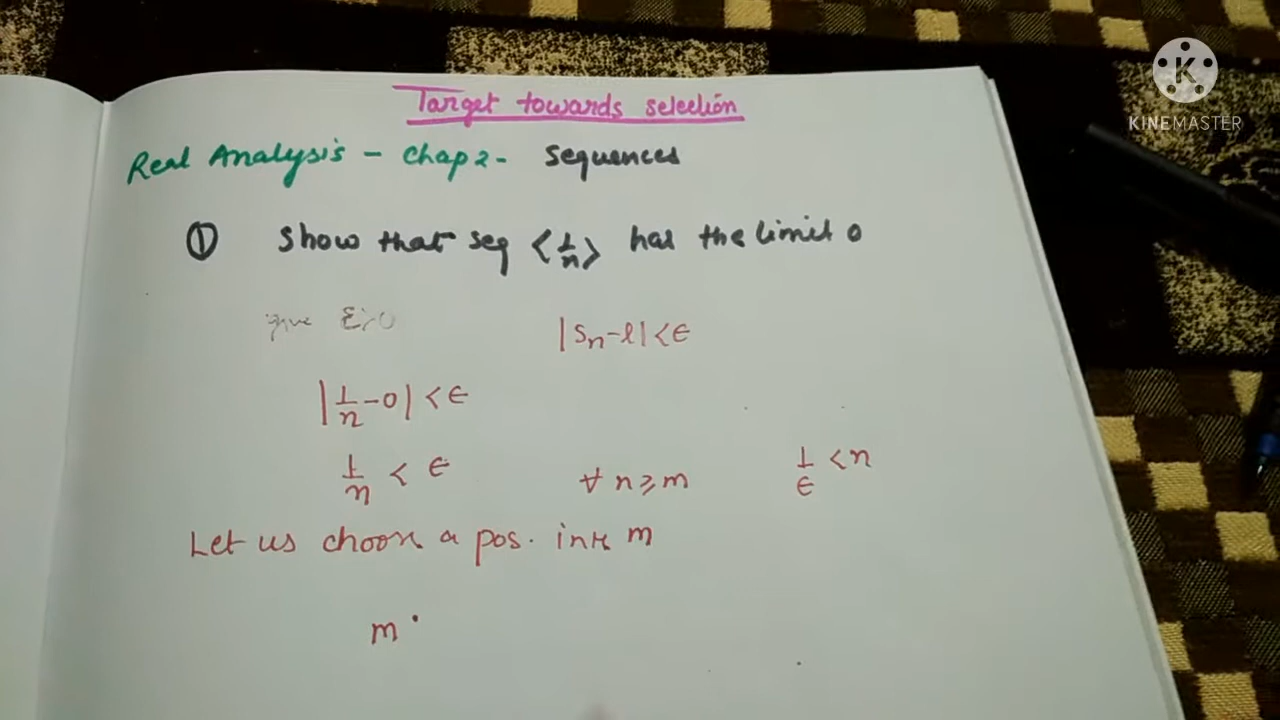 KINEMASTER
Target towards selection
Real Analysis - Chap 2 - Sequences
① Show that seq <1/n> has the limit 0
give ε>0 |Sn-l|<ε
|1/n-0|<ε
1/n < ε ∀ n≥m 1/ε <n
Let us choose a pos. int m
m